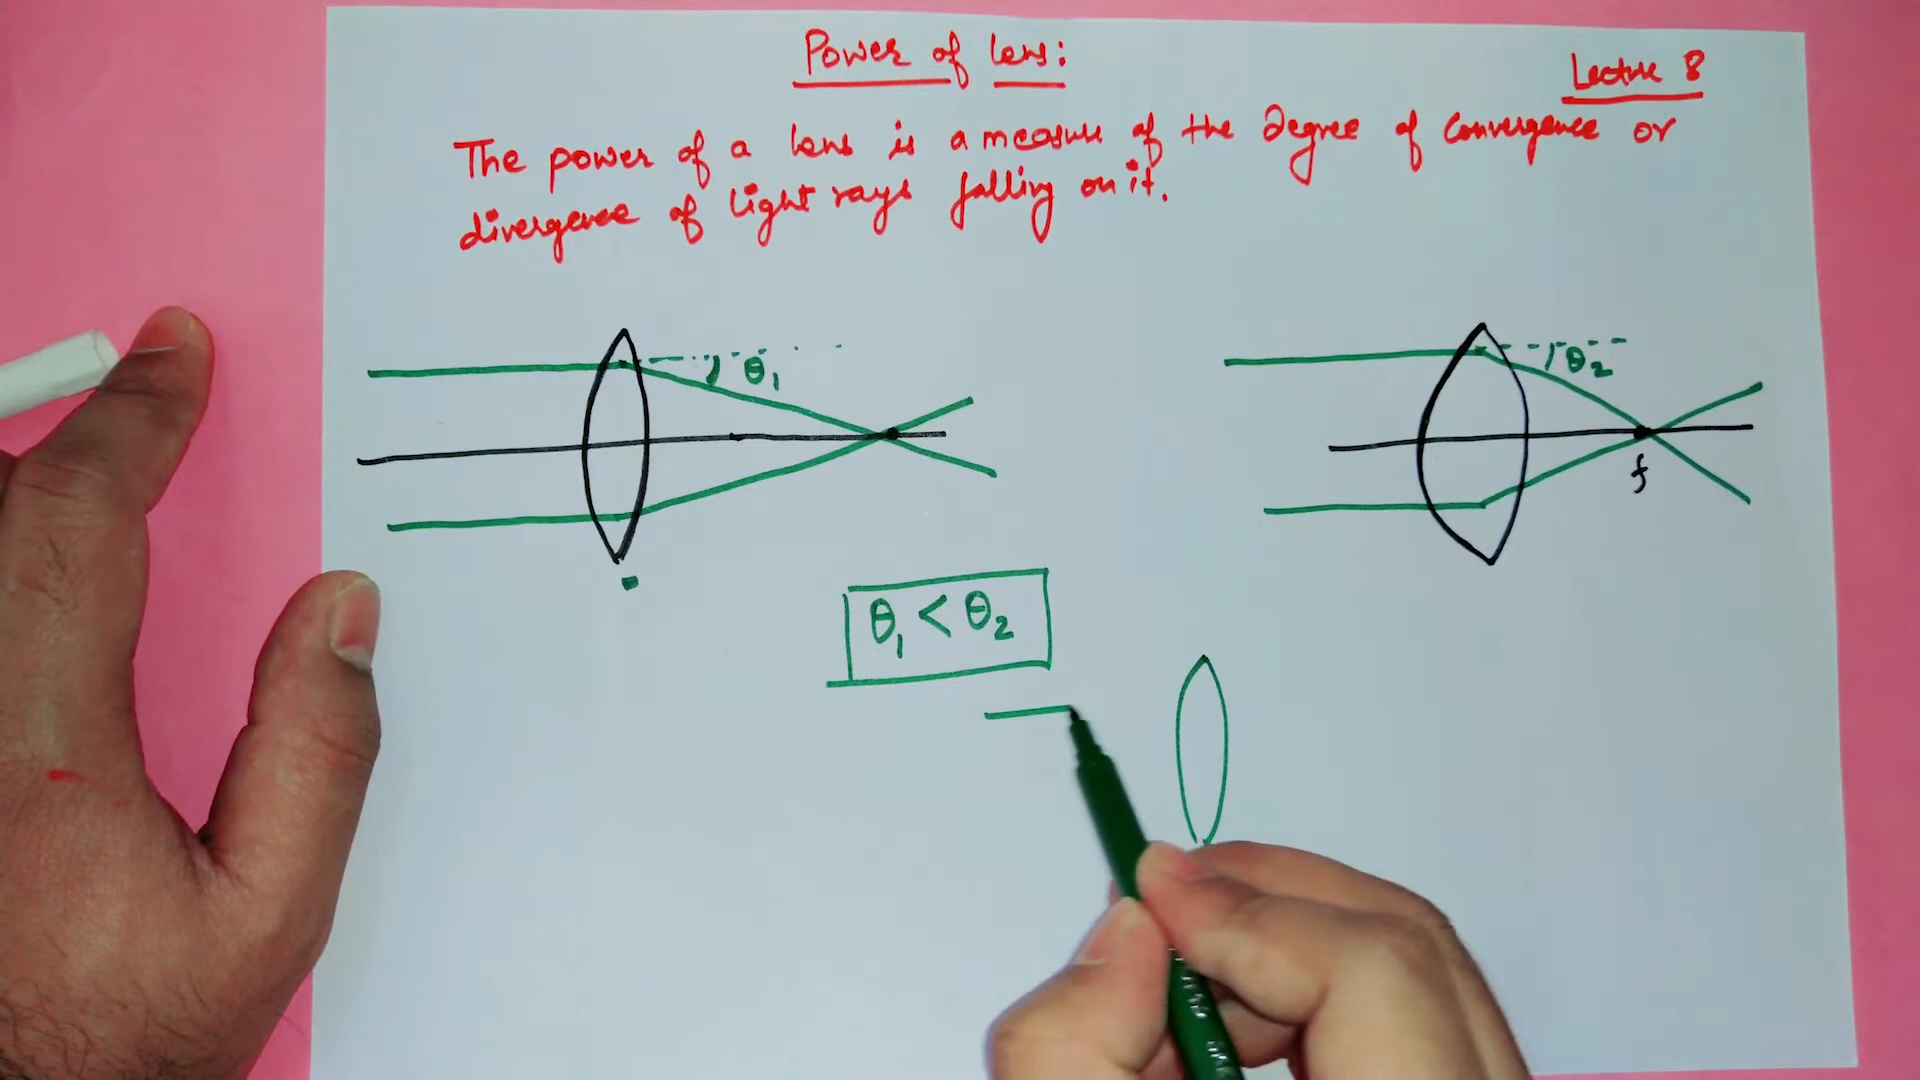 Power of lens:
Lecture 8
The power of a lens is a measure of the degree of convergence or
divergence of light rays falling on it.
θ1
θ2
f
θ1 < θ2